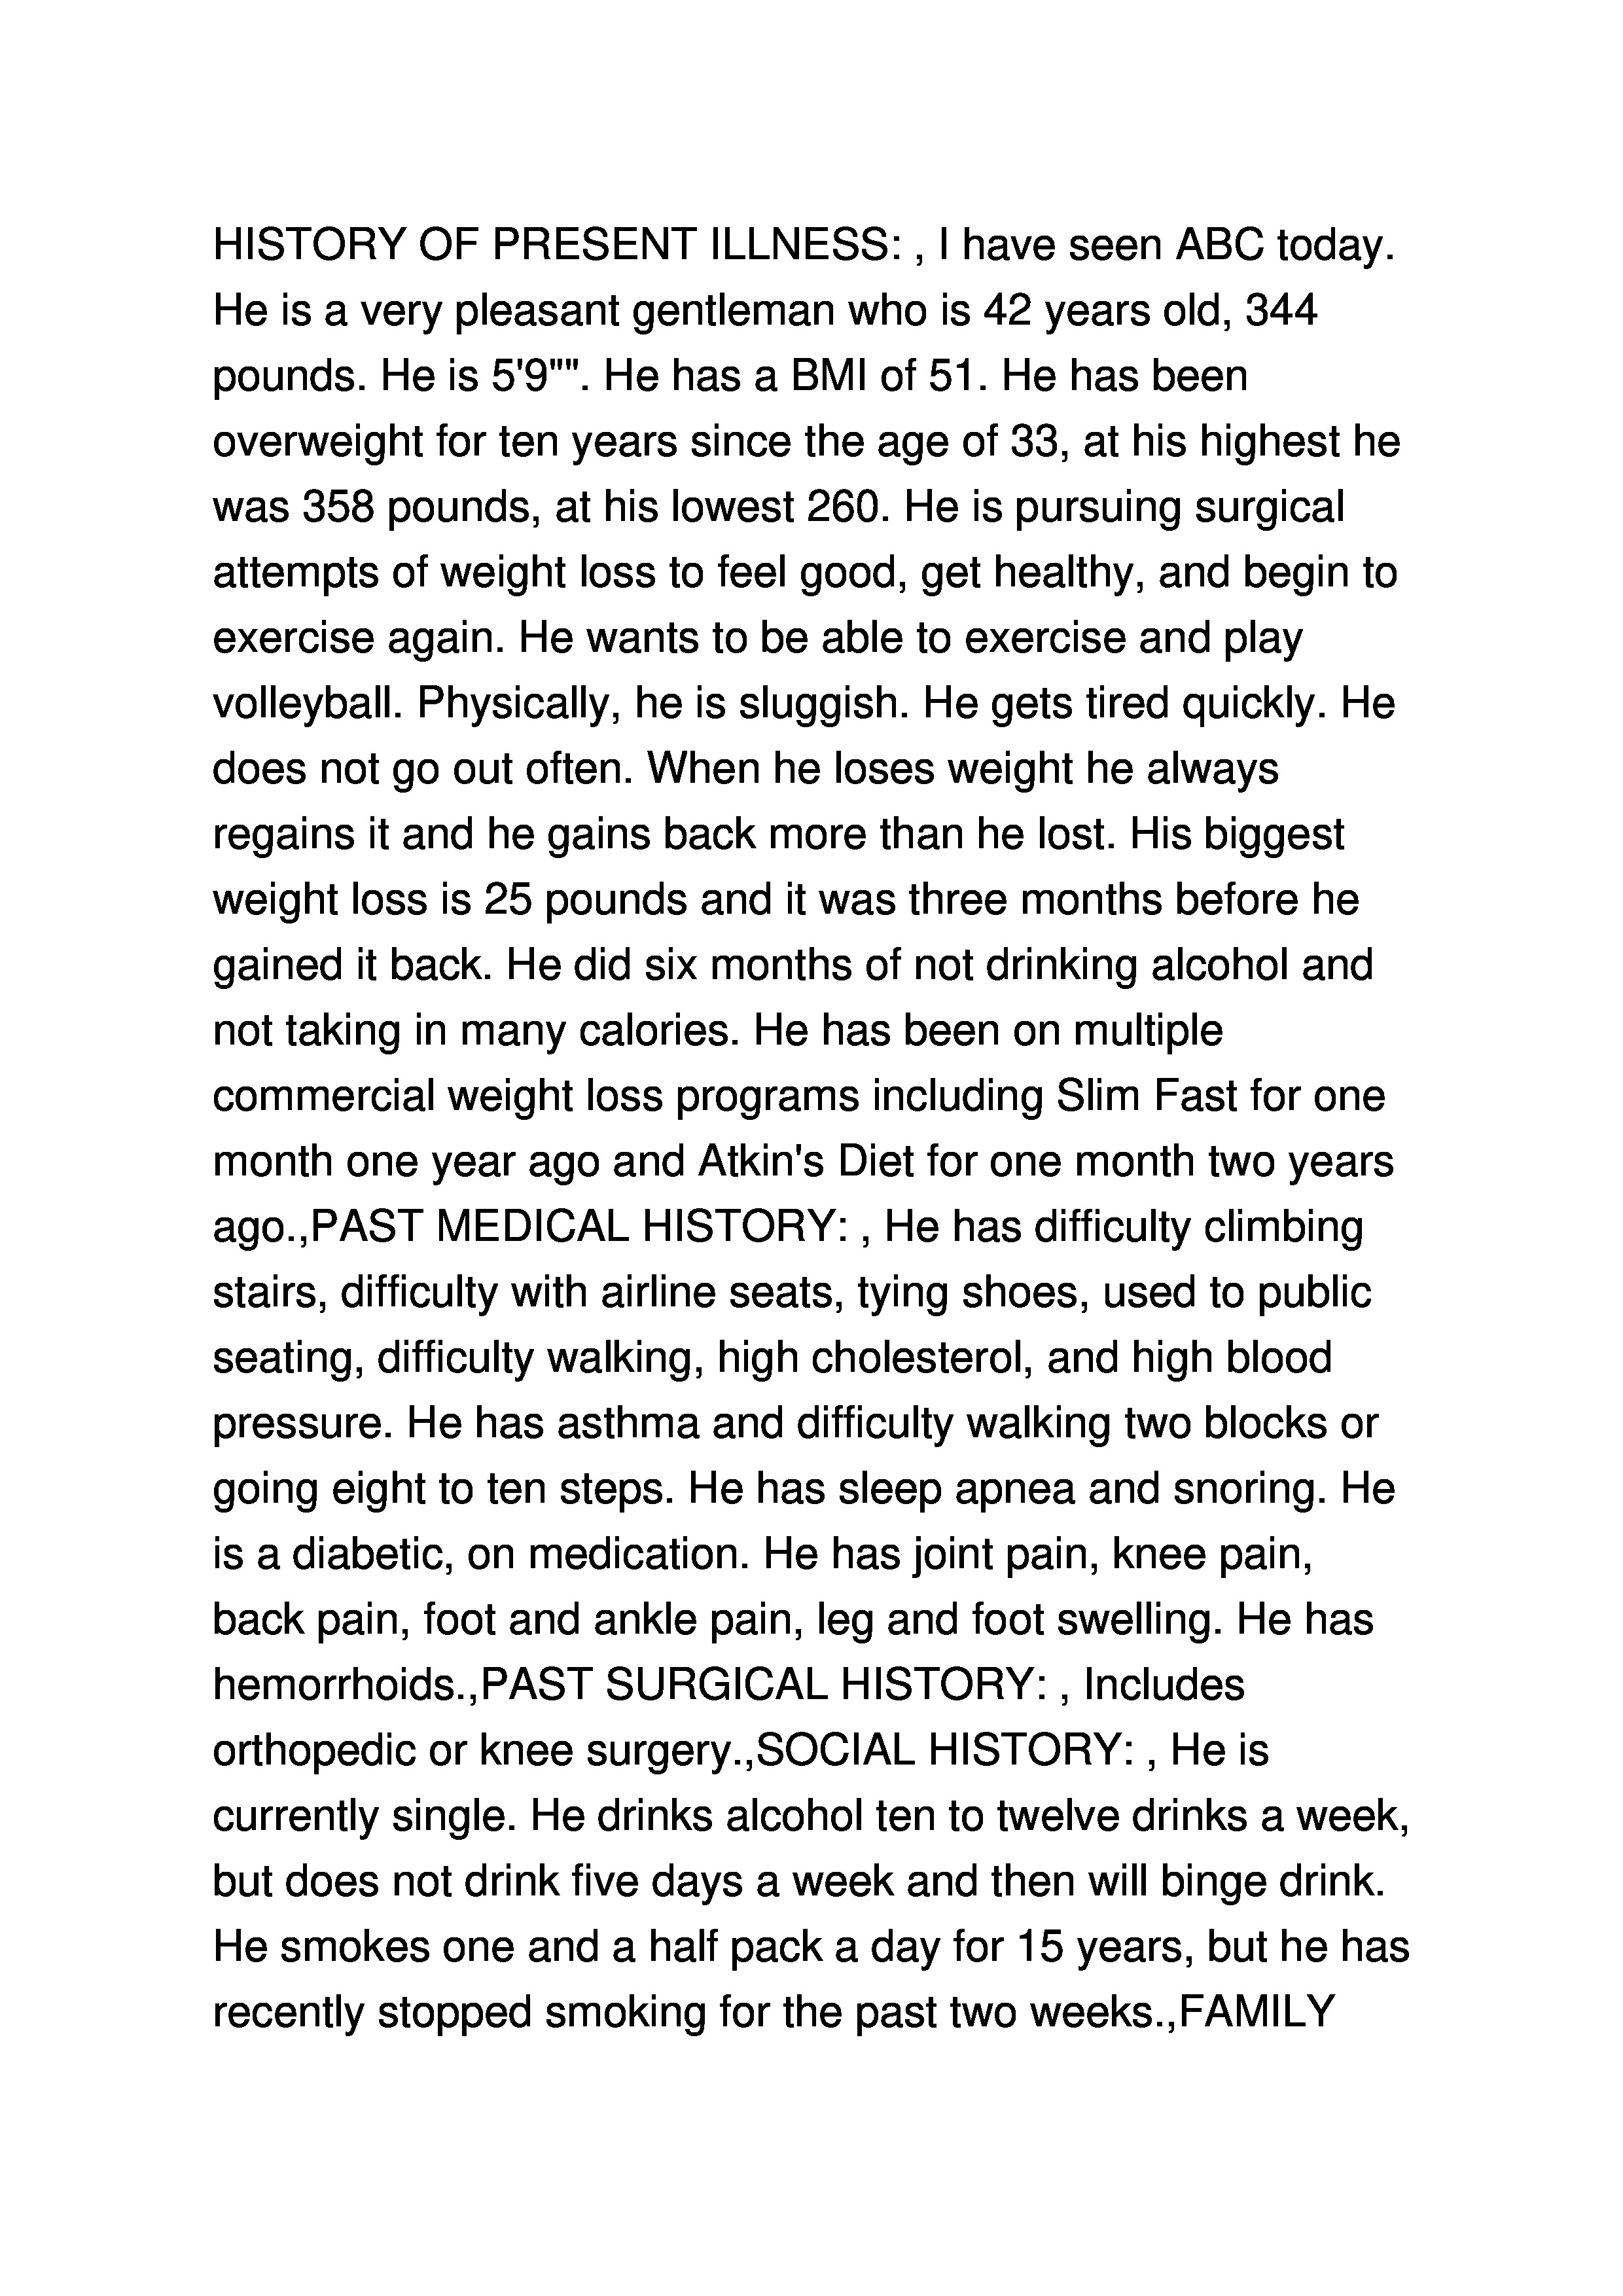 HISTORY OF PRESENT ILLNESS: , I have seen ABC today.
He is a very pleasant gentleman who is 42 years old, 344
pounds. He is 5'9"". He has a BMI of 51. He has been
overweight for ten years since the age of 33, at his highest he
was 358 pounds, at his lowest 260. He is pursuing surgical
attempts of weight loss to feel good, get healthy, and begin to
exercise again. He wants to be able to exercise and play
volleyball. Physically, he is sluggish. He gets tired quickly. He
does not go out often. When he loses weight he always
regains it and he gains back more than he lost. His biggest
weight loss is 25 pounds and it was three months before he
gained it back. He did six months of not drinking alcohol and
not taking in many calories. He has been on multiple
commercial weight loss programs including Slim Fast for one
month one year ago and Atkin's Diet for one month two years
ago.,PAST MEDICAL HISTORY: , He has difficulty climbing
stairs, difficulty with airline seats, tying shoes, used to public
seating, difficulty walking, high cholesterol, and high blood
pressure. He has asthma and difficulty walking two blocks or
going eight to ten steps. He has sleep apnea and snoring. He
is a diabetic, on medication. He has joint pain, knee pain,
back pain, foot and ankle pain, leg and foot swelling. He has
hemorrhoids.,PAST SURGICAL HISTORY: , Includes
orthopedic or knee surgery.,SOCIAL HISTORY: , He is
currently single. He drinks alcohol ten to twelve drinks a week,
but does not drink five days a week and then will binge drink.
He smokes one and a half pack a day for 15 years, but he has
recently stopped smoking for the past two weeks.,FAMILY